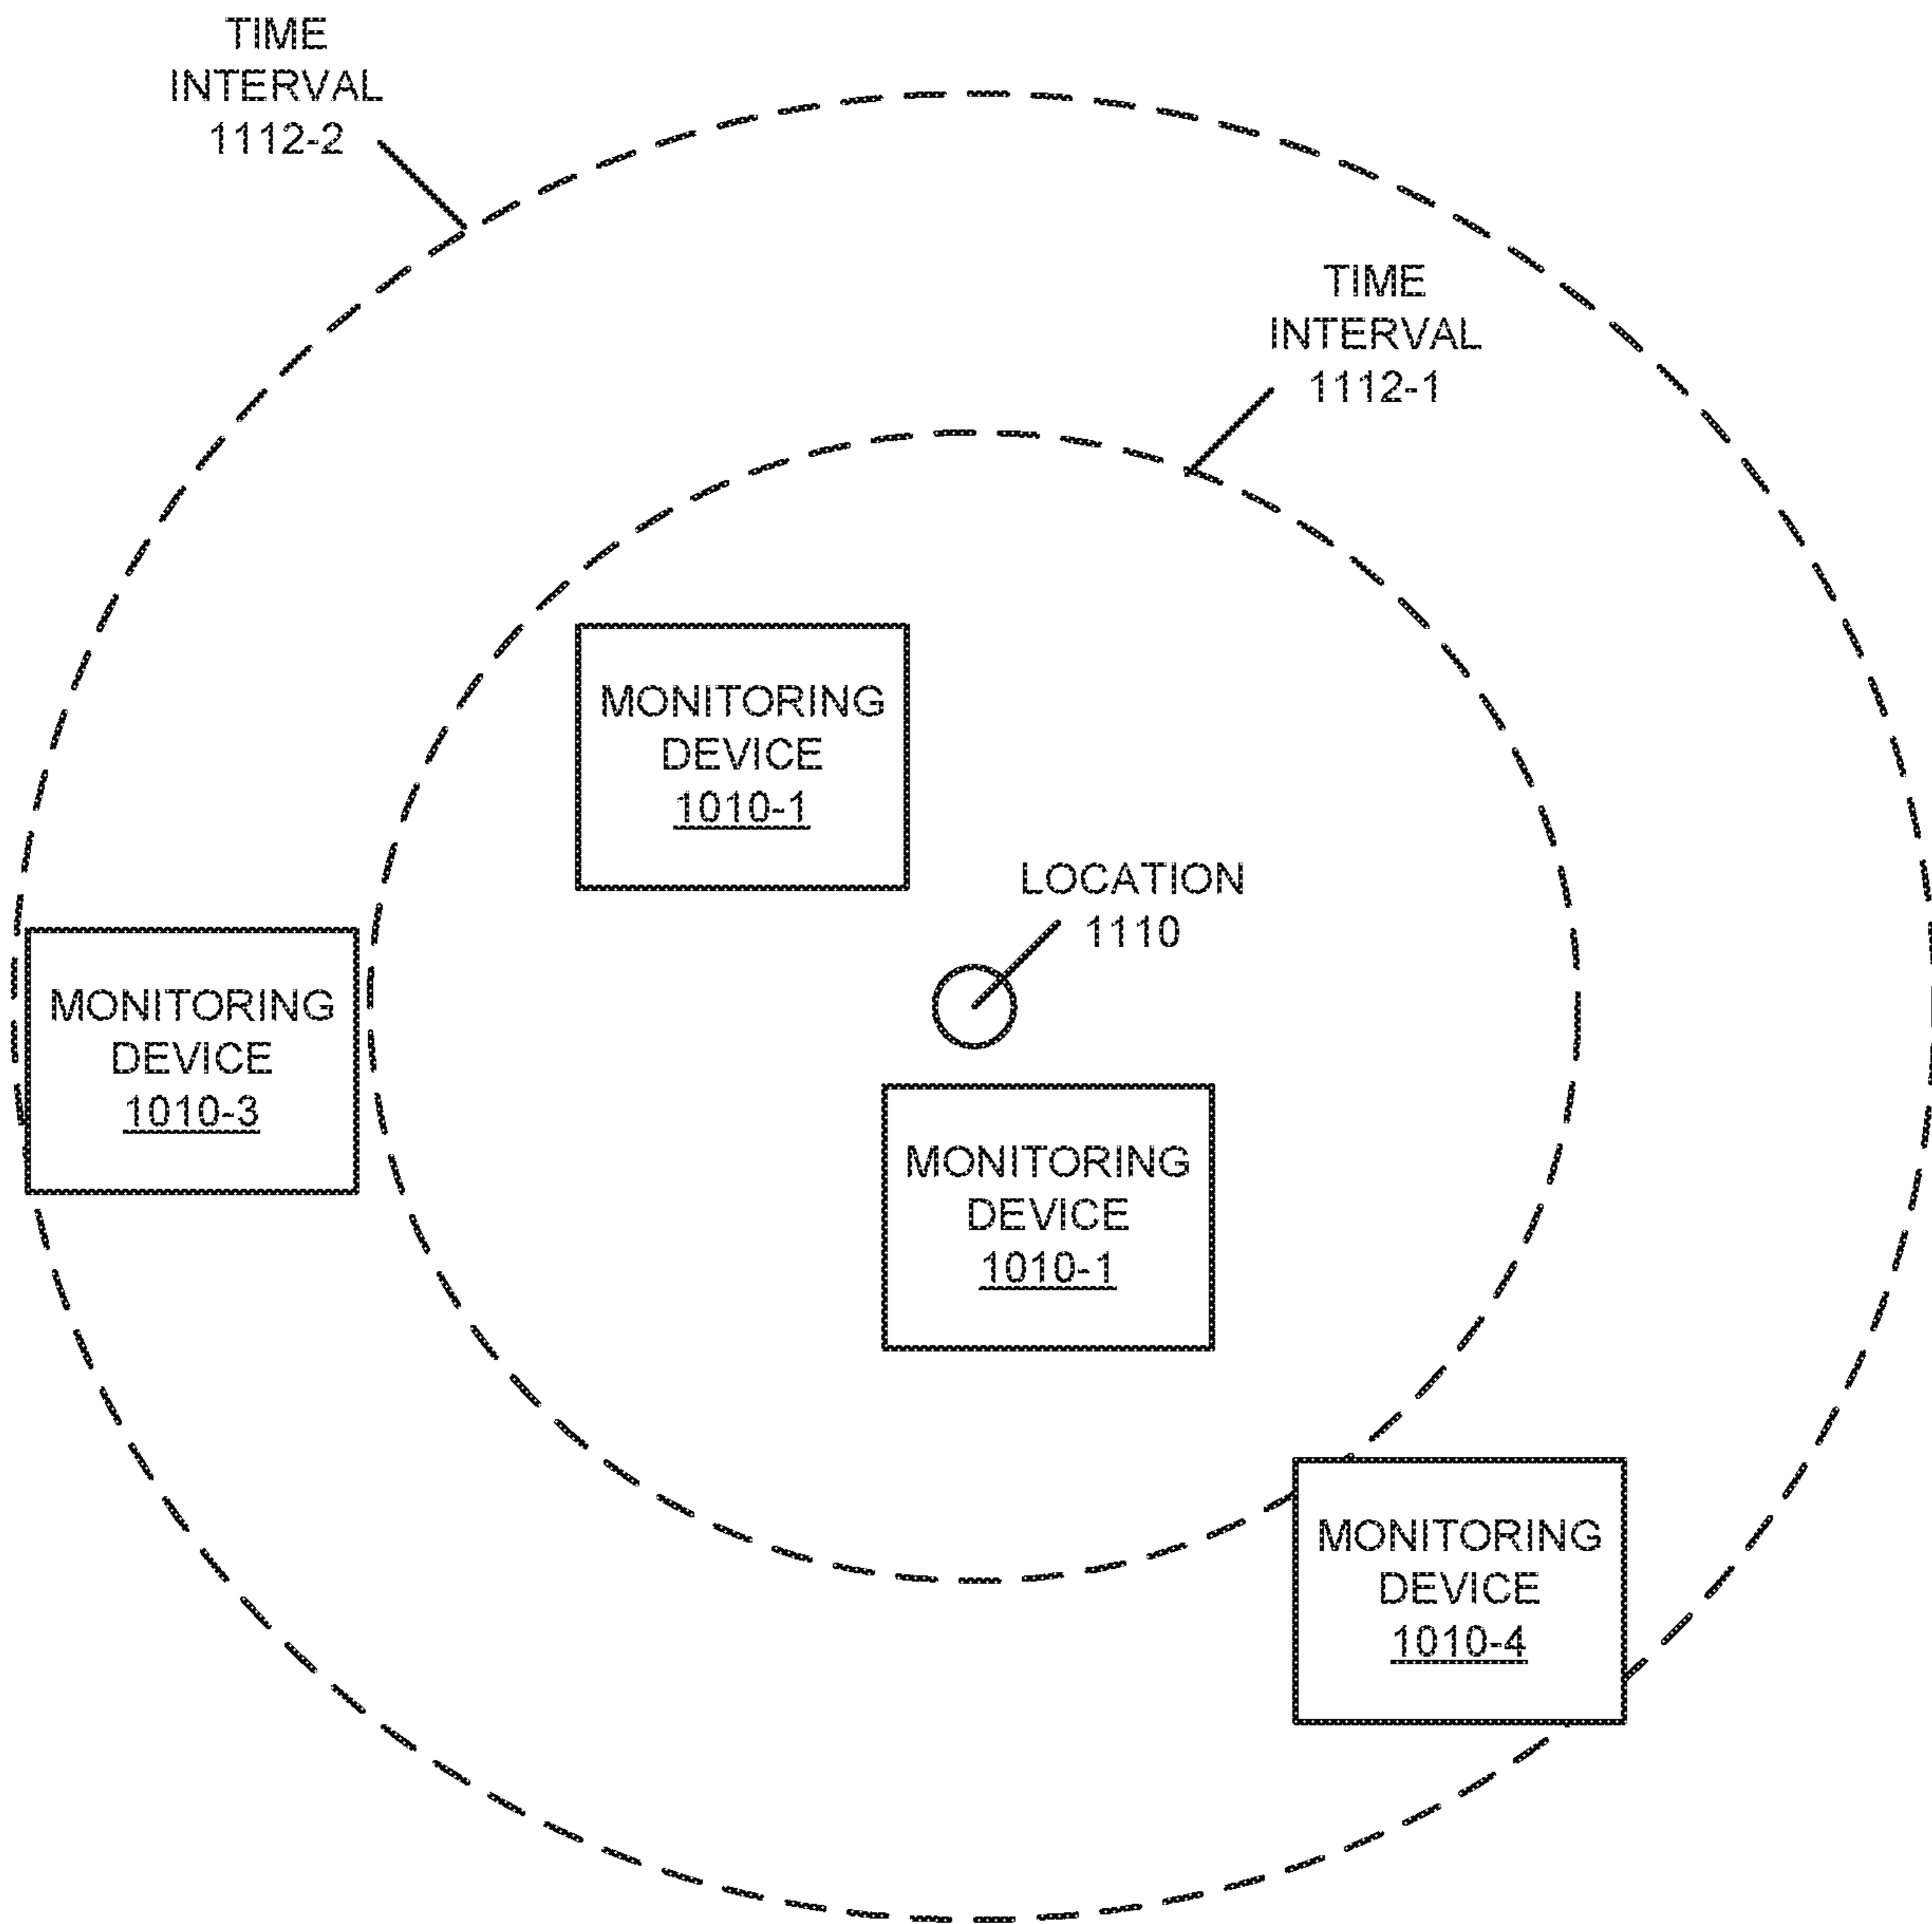 TIME
INTERVAL
1112-2
TIME
INTERVAL
1112-1
MONITORING
DEVICE
1010-1
LOCATION
1110
MONITORING
DEVICE
1010-3
MONITORING
DEVICE
1010-1
MONITORING
DEVICE
1010-4